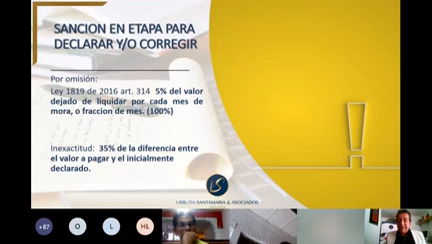 SANCION EN ETAPA PARA
DECLARAR Y/O CORREGIR
Por omisión:
Ley 1819 de 2016 art. 314 5% del valor
dejado de liquidar por cada mes de
mora, o fraccion de mes. (100%)
Inexactitud: 35% de la diferencia entre
el valor a pagar y el inicialmente
declarado.
SANTAMARIA & ASOCIADOS
+87
O
L
HL